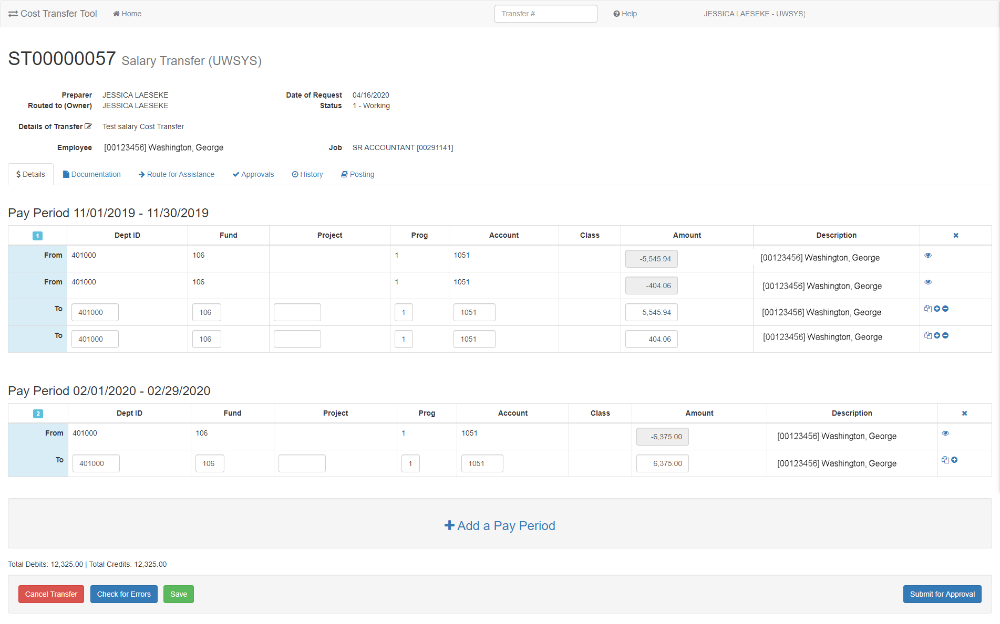 Cost Transfer Tool Home Transfer # Help JESSICA LAESEKE - UWSYS)
ST00000057 Salary Transfer (UWSYS)
Preparer JESSICA LAESEKE Date of Request 04/16/2020
Routed to (Owner) JESSICA LAESEKE Status 1 - Working
Details of Transfer Test salary Cost Transfer
Employee [00123456] Washington, George Job SR ACCOUNTANT [00291141]
$ Details Documentation Route for Assistance Approvals History Posting
Pay Period 11/01/2019 - 11/30/2019
1 Dept ID Fund Project Prog Account Class Amount Description
From 401000 106 1 1051 -5,545.94 [00123456] Washington, George
From 401000 106 1 1051 -404.06 [00123456] Washington, George
To 401000 106 1 1051 5,545.94 [00123456] Washington, George
To 401000 106 1 1051 404.06 [00123456] Washington, George
Pay Period 02/01/2020 - 02/29/2020
2 Dept ID Fund Project Prog Account Class Amount Description
From 401000 106 1 1051 -6,375.00 [00123456] Washington, George
To 401000 106 1 1051 6,375.00 [00123456] Washington, George
Add a Pay Period
Total Debits: 12,325.00 | Total Credits: 12,325.00
Cancel Transfer Check for Errors Save Submit for Approval